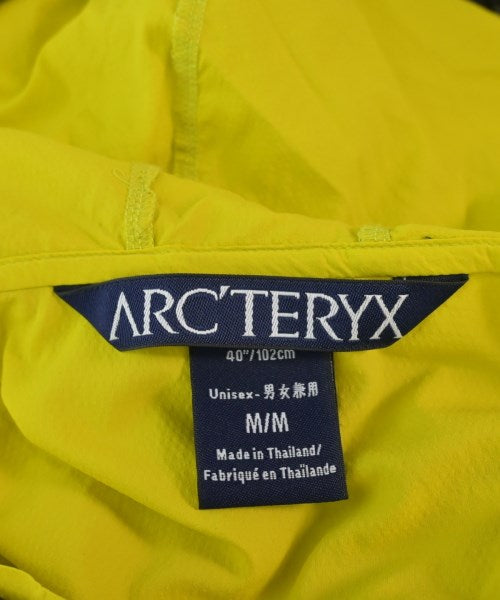 ARC'TERYX
40"/102cm
Unisex-男女兼用
M/M
Made in Thailand/
Fabriqué en Thaïlande